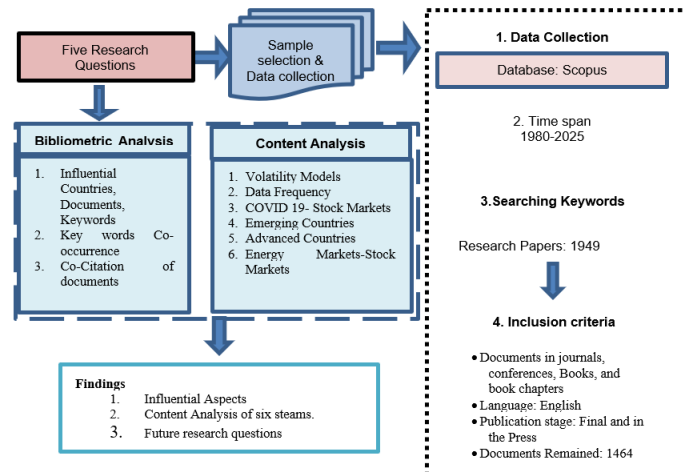 Five Research
Questions
Sample
selection &
Data collection
Bibliometric Analysis
1. Influential
Countries,
Documents,
Keywords
2. Key words Co-
occurrence
3. Co-Citation of
documents
Content Analysis
1. Volatility Models
2. Data Frequency
3. COVID 19- Stock Markets
4. Emerging Countries
5. Advanced Countries
6. Energy Markets-Stock
Markets
Findings
1. Influential Aspects
2. Content Analysis of six steams.
3. Future research questions
1. Data Collection
Database: Scopus
2. Time span
1980-2025
3.Searching Keywords
Research Papers: 1949
4. Inclusion criteria
• Documents in journals,
conferences, Books, and
book chapters
• Language: English
• Publication stage: Final and in
the Press
• Documents Remained: 1464